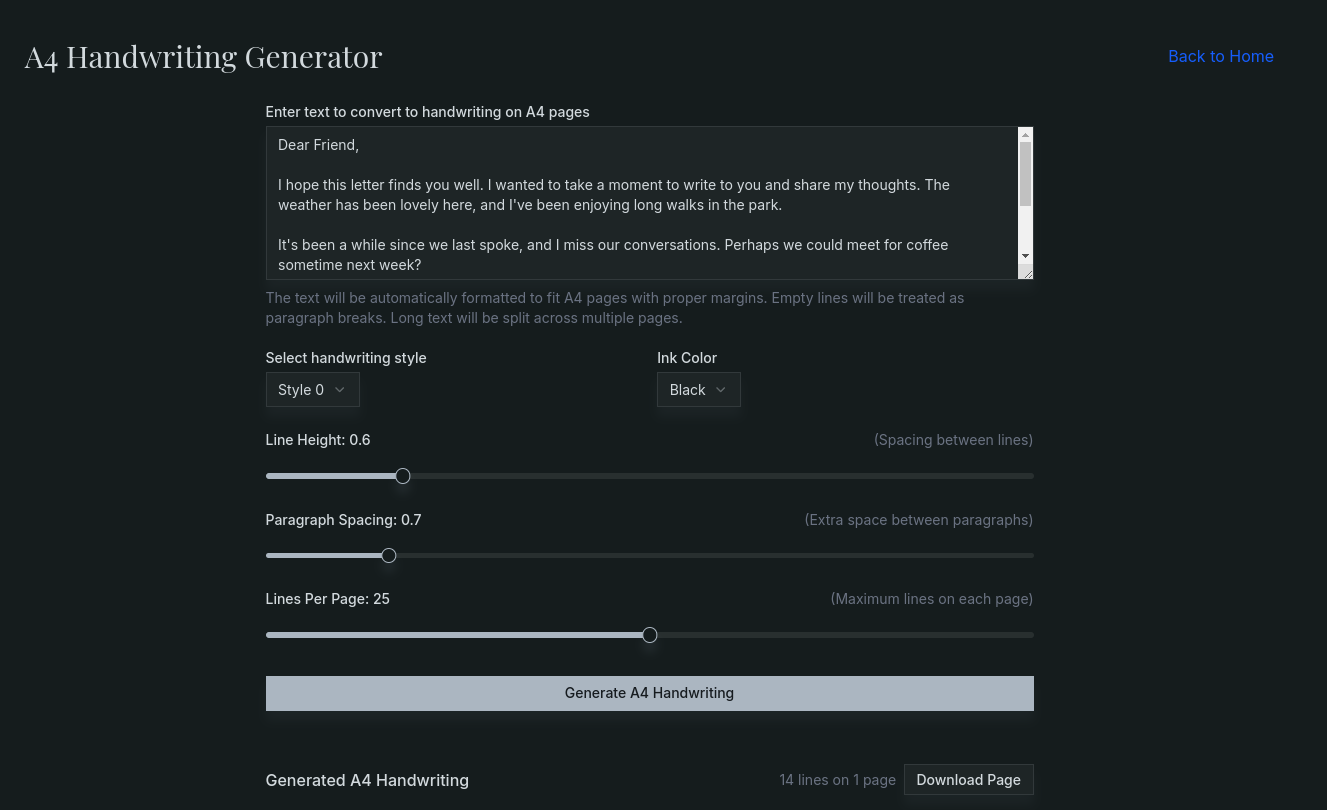 A4 Handwriting Generator
Back to Home
Enter text to convert to handwriting on A4 pages
Dear Friend,
I hope this letter finds you well. I wanted to take a moment to write to you and share my thoughts. The
weather has been lovely here, and I've been enjoying long walks in the park.
It's been a while since we last spoke, and I miss our conversations. Perhaps we could meet for coffee
sometime next week?
The text will be automatically formatted to fit A4 pages with proper margins. Empty lines will be treated as
paragraph breaks. Long text will be split across multiple pages.
Select handwriting style
Ink Color
Style 0
Black
Line Height: 0.6
(Spacing between lines)
Paragraph Spacing: 0.7
(Extra space between paragraphs)
Lines Per Page: 25
(Maximum lines on each page)
Generate A4 Handwriting
Generated A4 Handwriting
14 lines on 1 page
Download Page